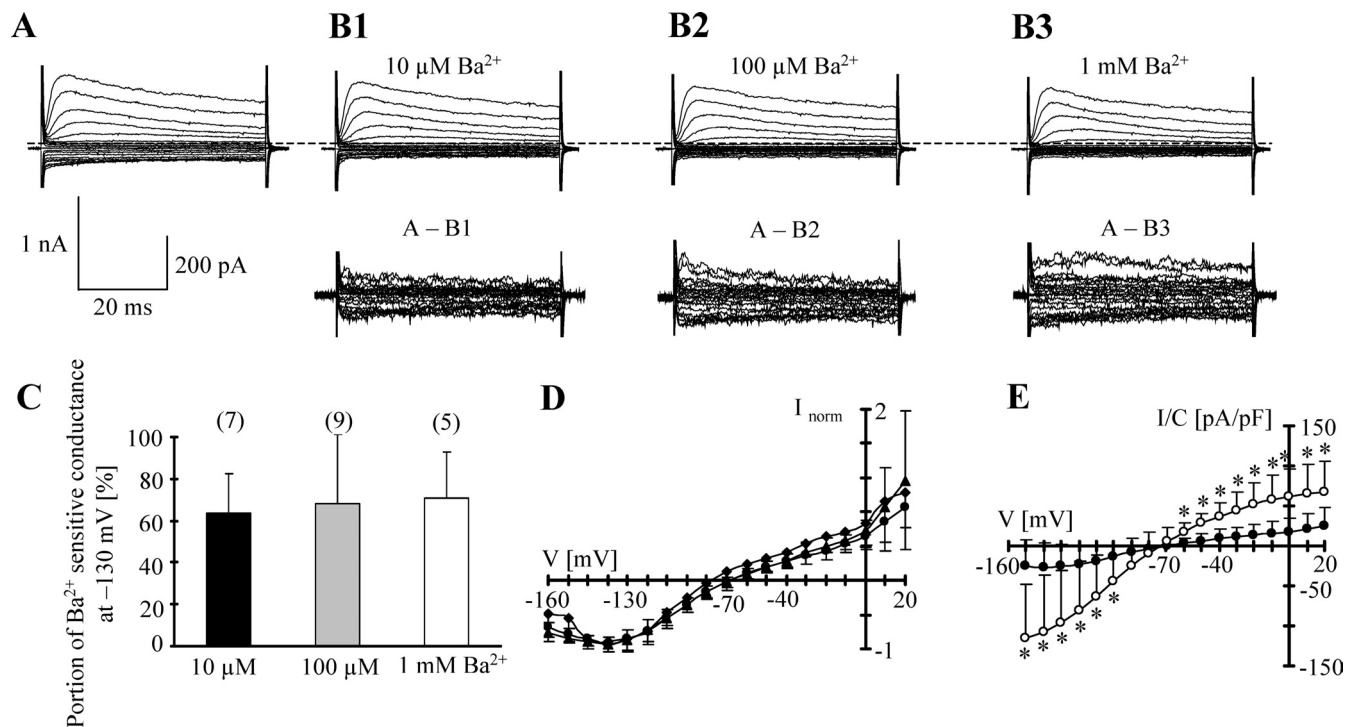 A
B1
B2
B3
10 µM Ba²⁺
100 µM Ba²⁺
1 mM Ba²⁺
1 nA
200 pA
20 ms
A – B1
A – B2
A – B3
C
Portion of Ba²⁺ sensitive conductance
at –130 mV [%]
100
80
60
40
20
0
(7)
(9)
(5)
10 µM
100 µM
1 mM Ba²⁺
D
I norm
2
V [mV]
-160
-130
-70
-40
20
-1
E
I/C [pA/pF]
150
* * * * * * * * *
V [mV]
-160
-70
-40
20
-50
* * * * * *
-150